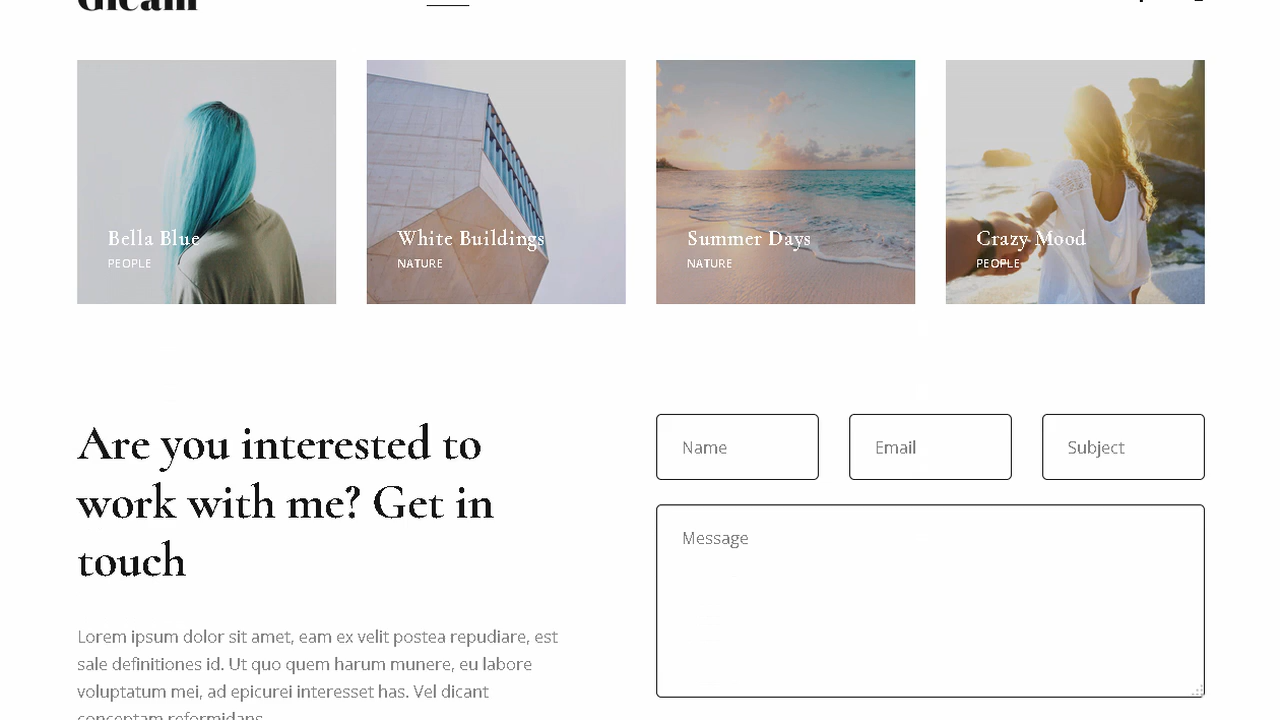 Gleam
Bella Blue
PEOPLE
White Buildings
NATURE
Summer Days
NATURE
Crazy Mood
PEOPLE
Are you interested to
work with me? Get in
touch
Name
Email
Subject
Message
Lorem ipsum dolor sit amet, eam ex velit postea repudiare, est
sale definitiones id. Ut quo quem harum munere, eu labore
voluptatum mei, ad epicurei interesset has. Vel dicant
conceptam reformidans